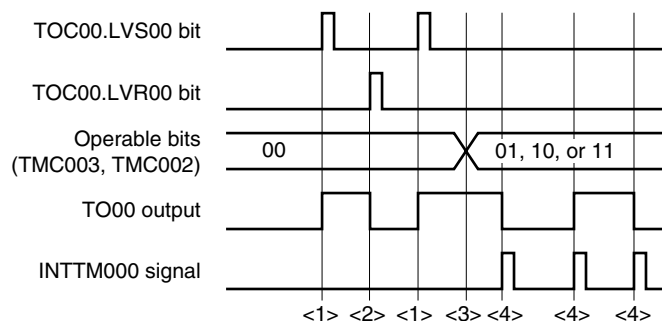 TOC00.LVS00 bit
TOC00.LVR00 bit
Operable bits
(TMC003, TMC002)
00
01, 10, or 11
TO00 output
INTTM000 signal
<1> <2> <1> <3> <4> <4> <4>